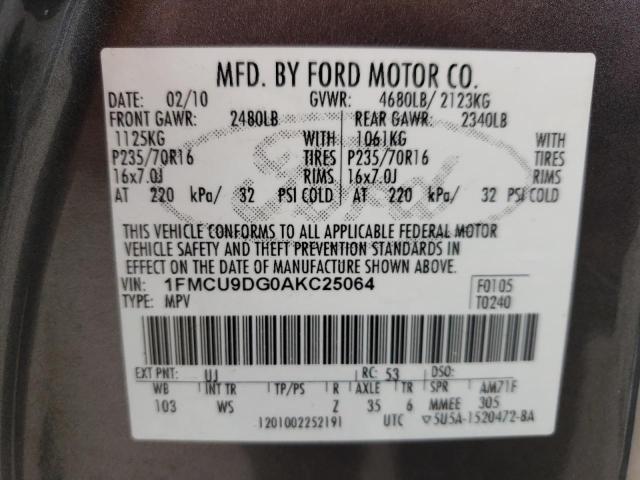 MFD. BY FORD MOTOR CO.
DATE: 02/10 GVWR: 4680LB/ 2123KG
FRONT GAWR: 2480LB REAR GAWR: 2340LB
1125KG WITH 1061KG WITH
P235/70R16 TIRES P235/70R16 TIRES
16x7.0J RIMS 16x7.0J RIMS
AT 220 kPa/ 32 PSI COLD AT 220 kPa/ 32 PSI COLD
THIS VEHICLE CONFORMS TO ALL APPLICABLE FEDERAL MOTOR
VEHICLE SAFETY AND THEFT PREVENTION STANDARDS IN
EFFECT ON THE DATE OF MANUFACTURE SHOWN ABOVE.
VIN: 1FMCU9DG0AKC25064 F0105
TYPE: MPV T0240
EXT PNT: UJ RC: 53 DSO:
WB INT TR TP/PS R AXLE TR SPR AM71F
103 WS Z 35 6 MMEE 305
1201002252191 UTC ▽5U5A-1520472-BA
Ford